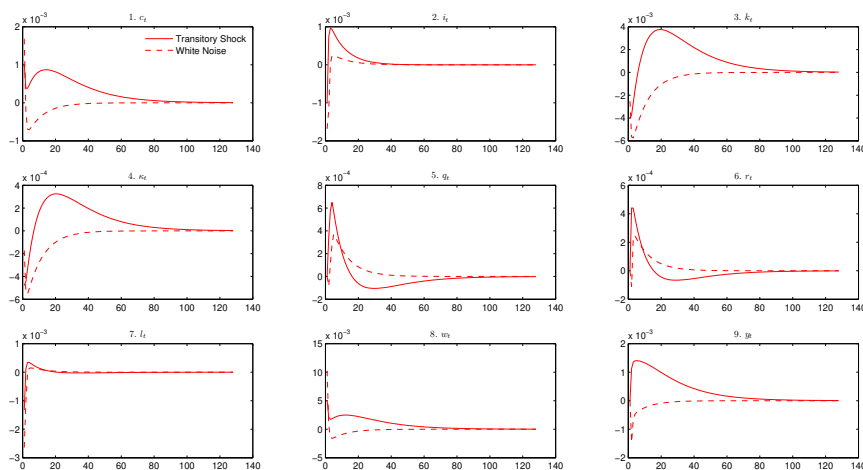 x 10⁻³
1. c_t
2
1
0
−1
0 20 40 60 80 100 120 140
Transitory Shock
White Noise
x 10⁻³
2. i_t
1
0
−1
−2
0 20 40 60 80 100 120 140
x 10⁻³
3. k_t
4
2
0
−2
−4
−6
0 20 40 60 80 100 120 140
x 10⁻⁴
4. κ_t
4
2
0
−2
−4
−6
0 20 40 60 80 100 120 140
x 10⁻⁴
5. q_t
8
6
4
2
0
−2
0 20 40 60 80 100 120 140
x 10⁻⁴
6. r_t
6
4
2
0
−2
0 20 40 60 80 100 120 140
x 10⁻³
7. l_t
1
0
−1
−2
−3
0 20 40 60 80 100 120 140
x 10⁻³
8. w_t
15
10
5
0
−5
0 20 40 60 80 100 120 140
x 10⁻³
9. y_t
2
1
0
−1
−2
0 20 40 60 80 100 120 140